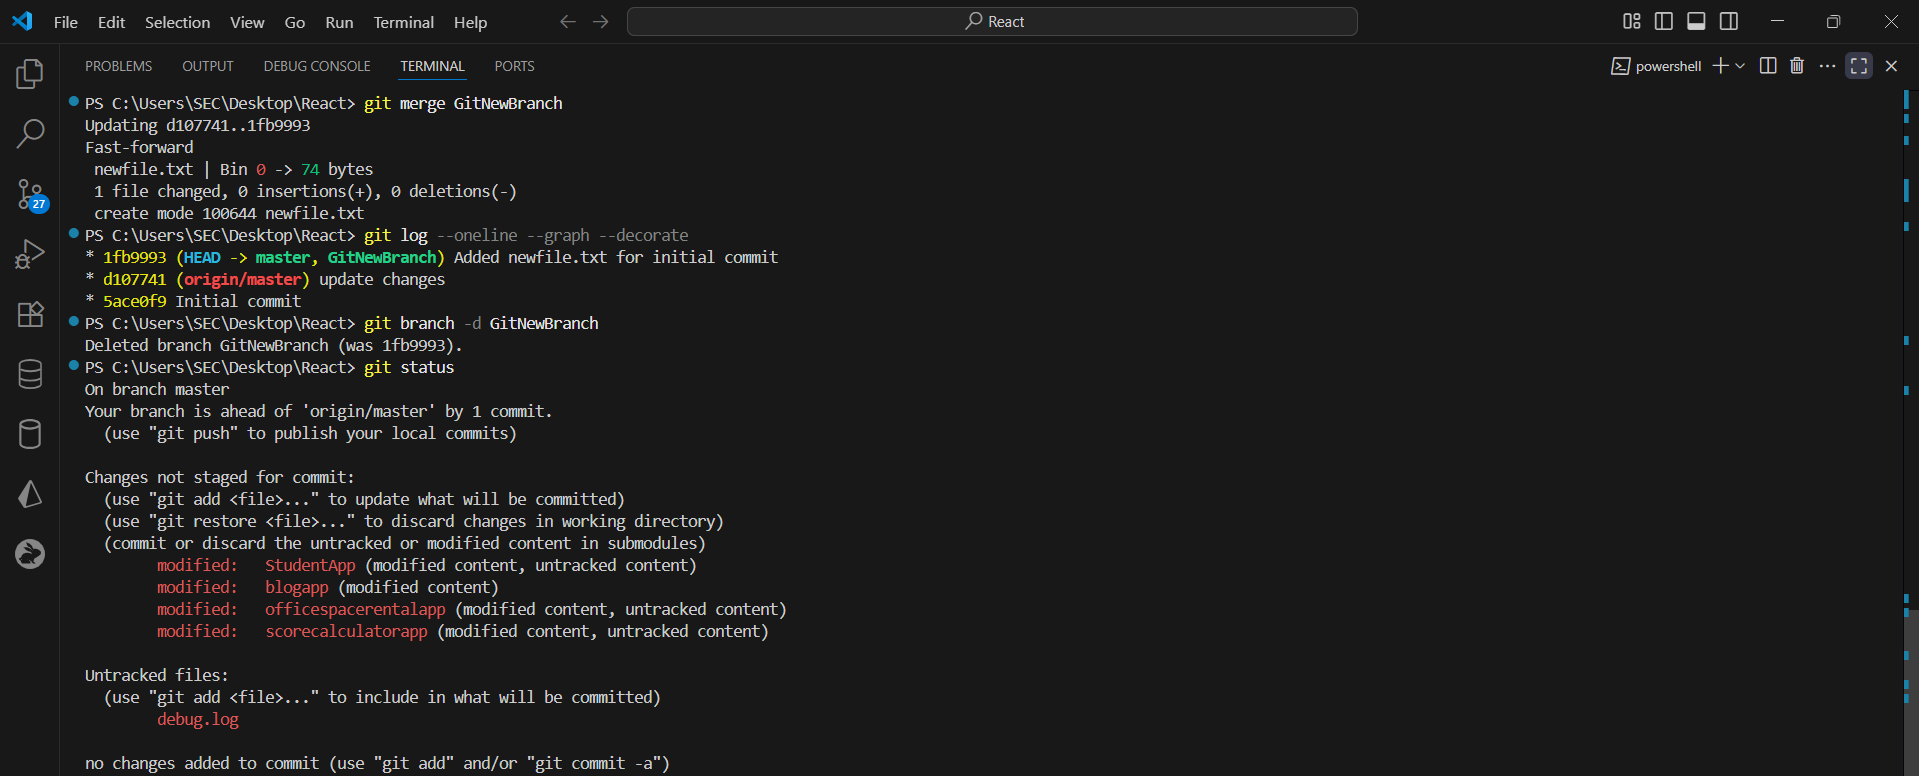 File Edit Selection View Go Run Terminal Help React
PROBLEMS OUTPUT DEBUG CONSOLE TERMINAL PORTS powershell
PS C:\Users\SEC\Desktop\React> git merge GitNewBranch
Updating d107741..1fb9993
Fast-forward
 newfile.txt | Bin 0 -> 74 bytes
 1 file changed, 0 insertions(+), 0 deletions(-)
 create mode 100644 newfile.txt
PS C:\Users\SEC\Desktop\React> git log --oneline --graph --decorate
* 1fb9993 (HEAD -> master, GitNewBranch) Added newfile.txt for initial commit
* d107741 (origin/master) update changes
* 5ace0f9 Initial commit
PS C:\Users\SEC\Desktop\React> git branch -d GitNewBranch
Deleted branch GitNewBranch (was 1fb9993).
PS C:\Users\SEC\Desktop\React> git status
On branch master
Your branch is ahead of 'origin/master' by 1 commit.
  (use "git push" to publish your local commits)
Changes not staged for commit:
  (use "git add <file>..." to update what will be committed)
  (use "git restore <file>..." to discard changes in working directory)
  (commit or discard the untracked or modified content in submodules)
        modified:   StudentApp (modified content, untracked content)
        modified:   blogapp (modified content)
        modified:   officespacerentalapp (modified content, untracked content)
        modified:   scorecalculatorapp (modified content, untracked content)
Untracked files:
  (use "git add <file>..." to include in what will be committed)
        debug.log
no changes added to commit (use "git add" and/or "git commit -a")
27